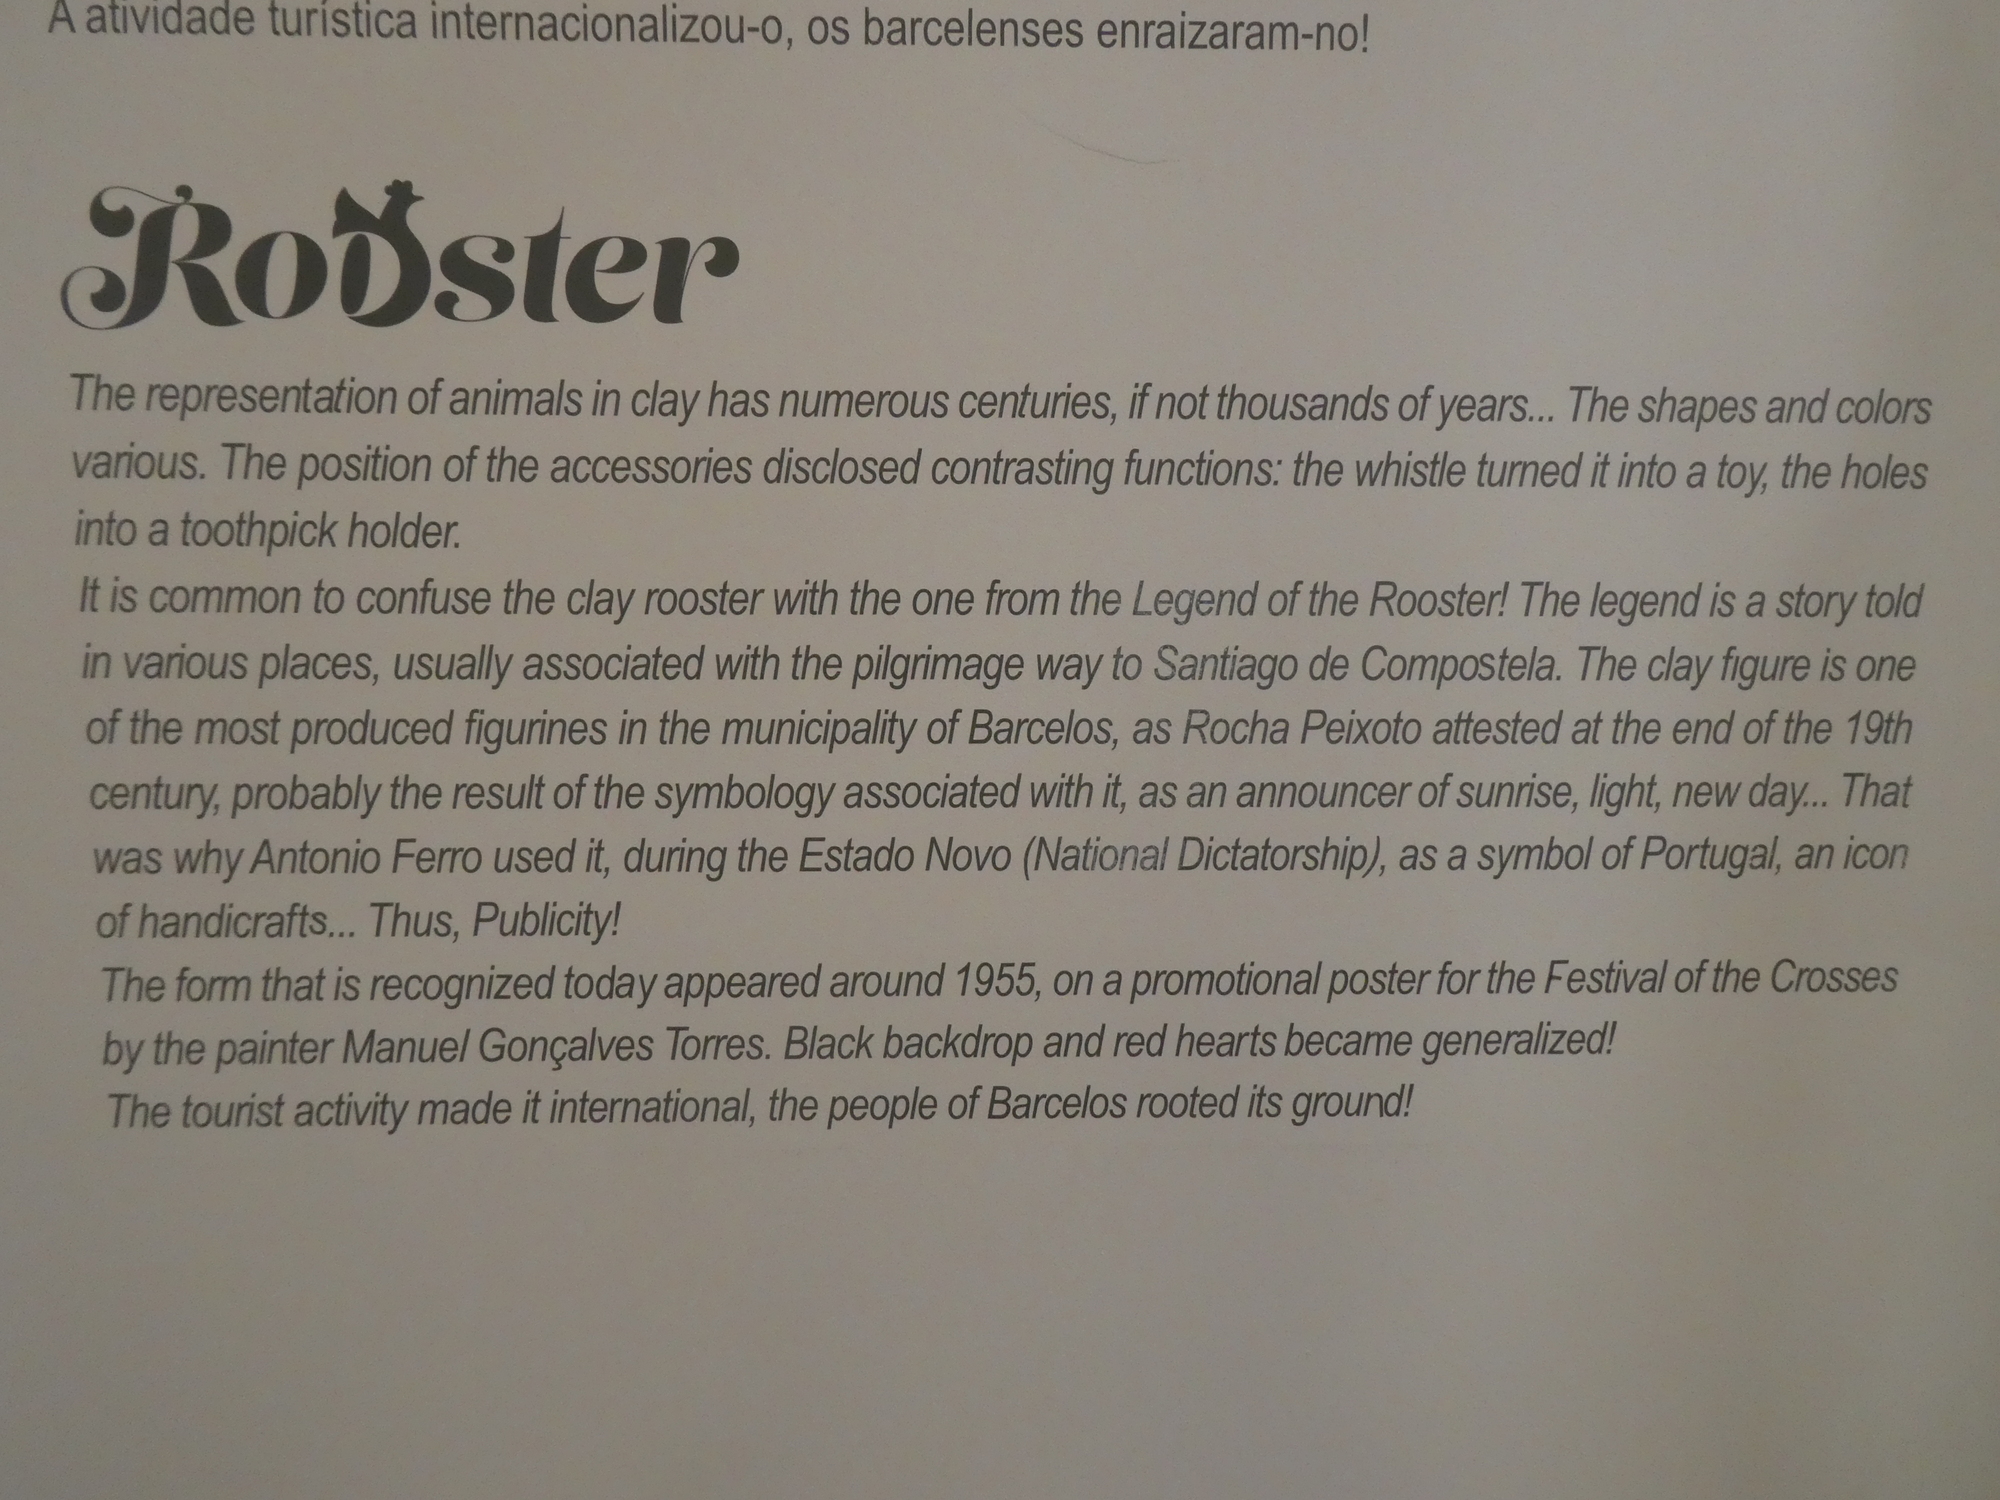 A atividade turística internacionalizou-o, os barcelenses enraizaram-no!
Rooster
The representation of animals in clay has numerous centuries, if not thousands of years... The shapes and colors
various. The position of the accessories disclosed contrasting functions: the whistle turned it into a toy, the holes
into a toothpick holder.
It is common to confuse the clay rooster with the one from the Legend of the Rooster! The legend is a story told
in various places, usually associated with the pilgrimage way to Santiago de Compostela. The clay figure is one
of the most produced figurines in the municipality of Barcelos, as Rocha Peixoto attested at the end of the 19th
century, probably the result of the symbology associated with it, as an announcer of sunrise, light, new day... That
was why Antonio Ferro used it, during the Estado Novo (National Dictatorship), as a symbol of Portugal, an icon
of handicrafts... Thus, Publicity!
The form that is recognized today appeared around 1955, on a promotional poster for the Festival of the Crosses
by the painter Manuel Gonçalves Torres. Black backdrop and red hearts became generalized!
The tourist activity made it international, the people of Barcelos rooted its ground!